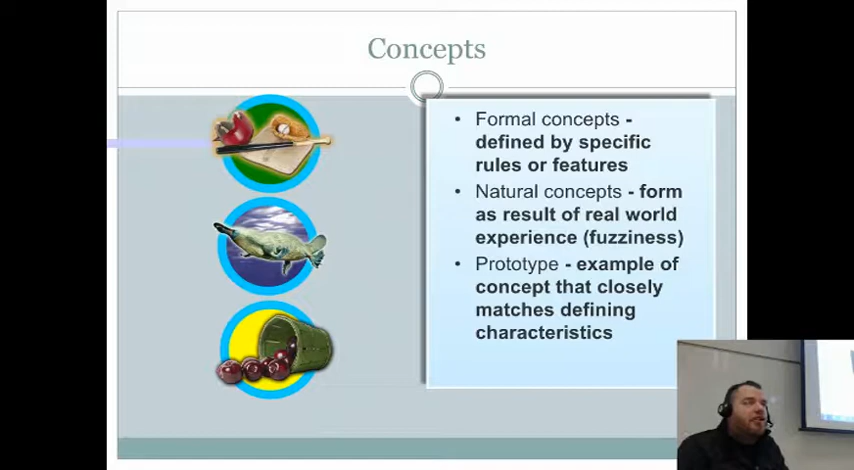 Concepts
• Formal concepts -
defined by specific
rules or features
• Natural concepts - form
as result of real world
experience (fuzziness)
• Prototype - example of
concept that closely
matches defining
characteristics